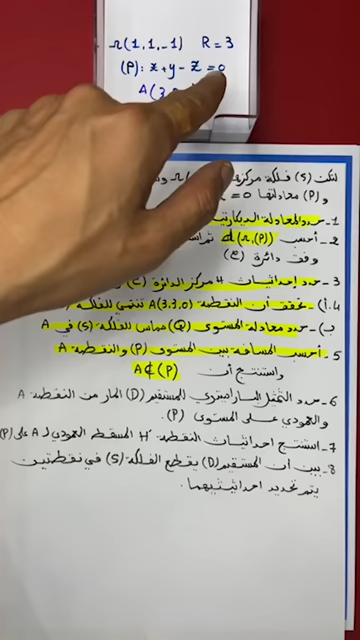 Ω(1,1,-1) R=3
(P): x+y-z=0
A(3,
لتكن (S) فلكة مركزها
و (P) معادلتها = 0
1- حدد المعادلة الديكارتية
2- أحسب d(Ω,(P))
وفق دائرة (C)
3- حدد إحداثيات H مركز الدائرة (C)
4. أ)- تحقق أن النقطة A(3,3,0) تنتمي للفلكة
ب)- حدد معادلة المستوى (Q) مماس للفلكة (S) في A
5- أحسب المسافة بين المستوى (P) والنقطة A
واستنتج أن A∉(P)
6- حدد التمثيل البارامتري للمستقيم (D) المار من النقطة A
والعمودي على المستوى (P).
7- استنتج احداثيات النقطة H' المسقط العمودي لـ A على (P)
8- بين أن المستقيم (D) يقطع الفلكة (S) في نقطتين
يتم تحديد احداثيتيهما.